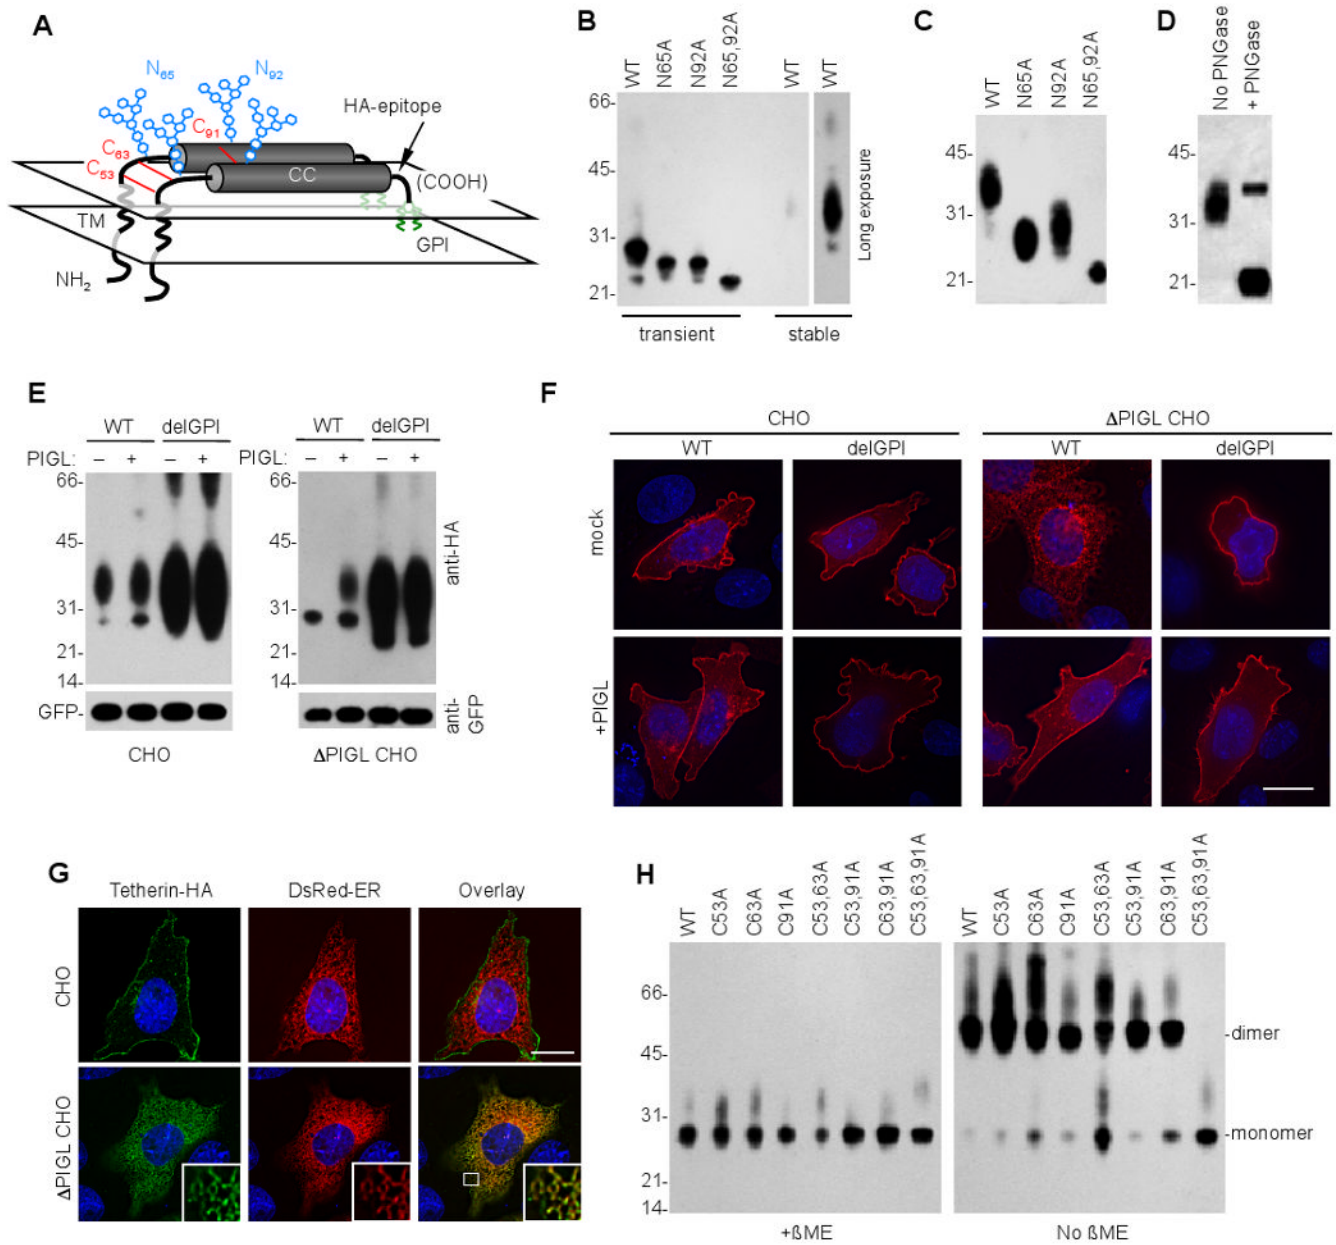 A
N65
N92
C91
C63
C53
HA-epitope
CC
(COOH)
TM
GPI
NH2
B
WT
N65A
N92A
N65,92A
WT
WT
66-
45-
31-
21-
Long exposure
transient
stable
C
WT
N65A
N92A
N65,92A
45-
31-
21-
D
No PNGase
+ PNGase
45-
31-
21-
E
WT
delGPI
WT
delGPI
PIGL: – + – +
PIGL: – + – +
66-
45-
31-
21-
14-
66-
45-
31-
21-
14-
anti-HA
GFP-
anti-GFP
CHO
ΔPIGL CHO
F
CHO
ΔPIGL CHO
WT
delGPI
WT
delGPI
mock
+PIGL
G
Tetherin-HA
DsRed-ER
Overlay
CHO
ΔPIGL CHO
H
WT
C53A
C63A
C91A
C53,63A
C53,91A
C63,91A
C53,63,91A
WT
C53A
C63A
C91A
C53,63A
C53,91A
C63,91A
C53,63,91A
66-
45-
31-
21-
14-
-dimer
-monomer
+ßME
No ßME